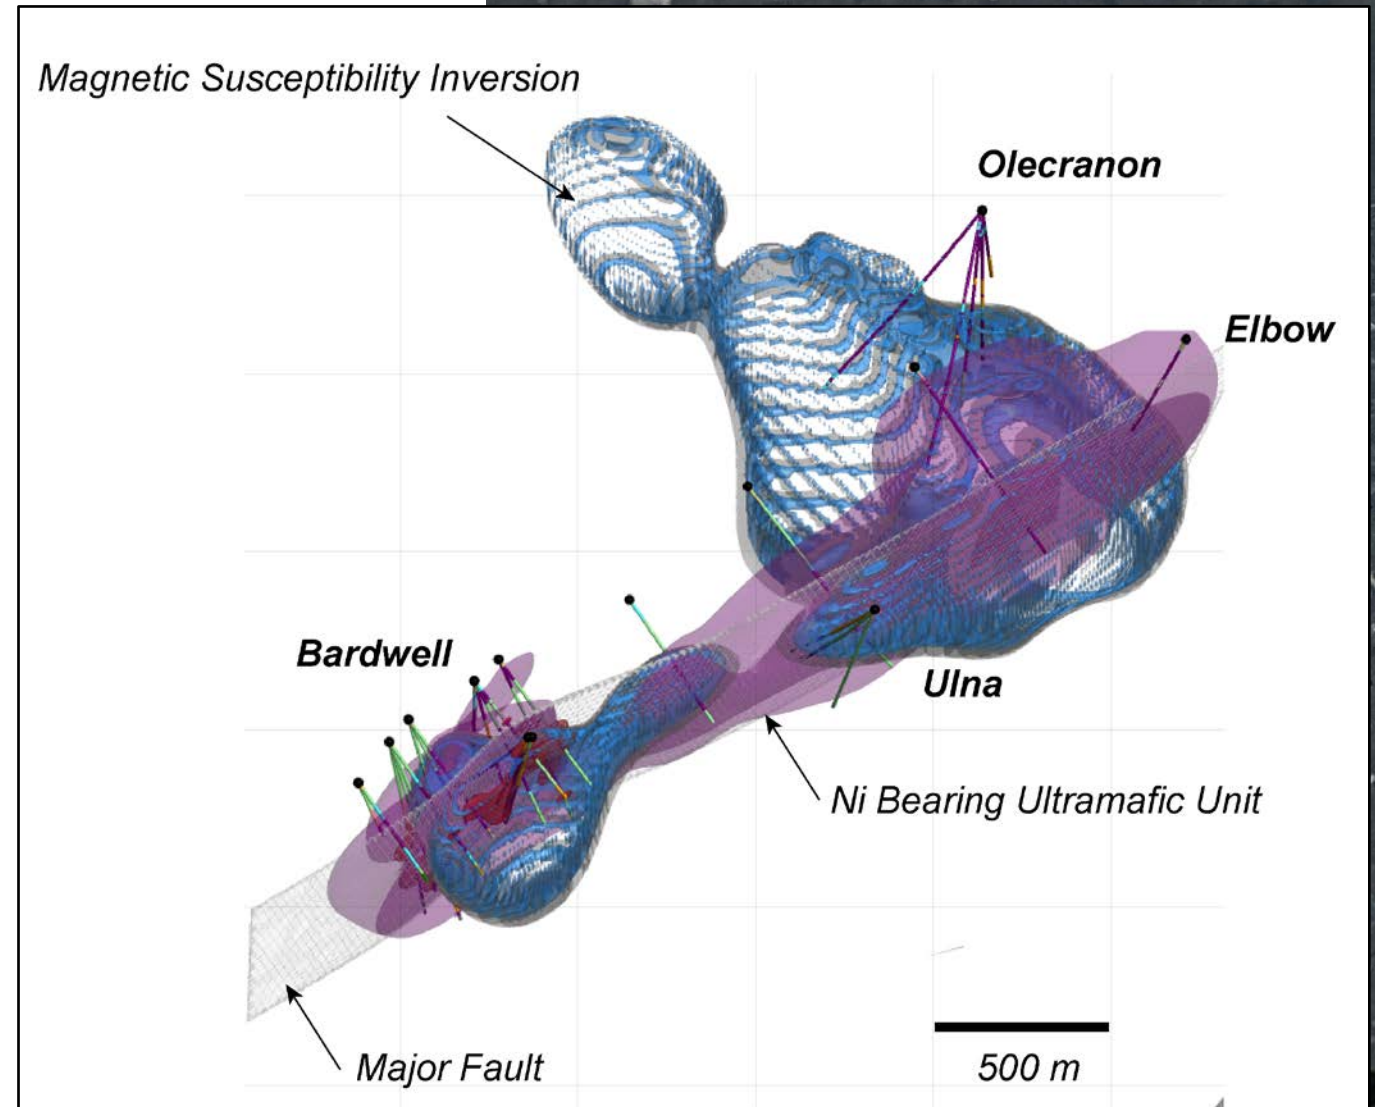 Magnetic Susceptibility Inversion
Olecranon
Elbow
Bardwell
Ulna
Ni Bearing Ultramafic Unit
Major Fault
500 m